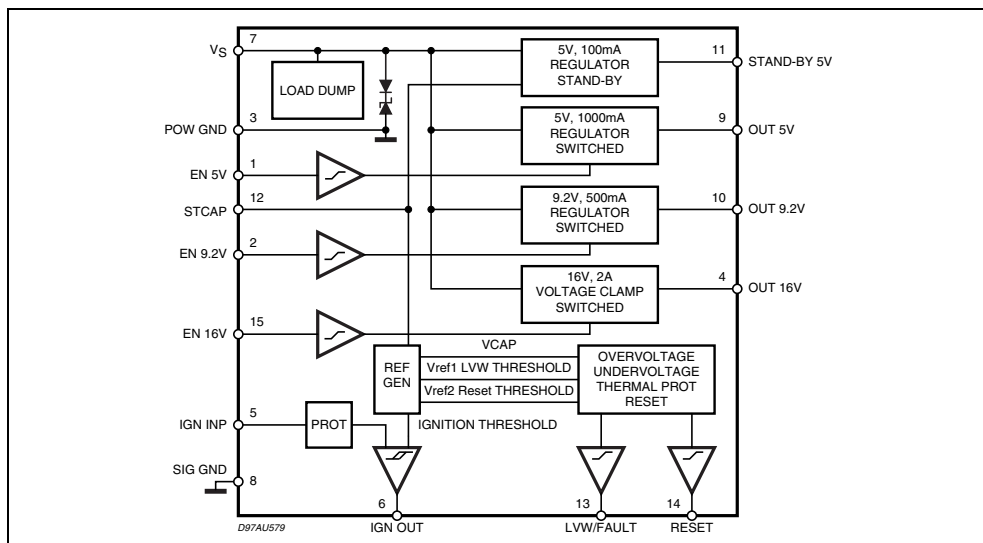 7
VS
5V, 100mA
REGULATOR
STAND-BY
11
STAND-BY 5V
LOAD DUMP
POW GND
3
5V, 1000mA
REGULATOR
SWITCHED
9
OUT 5V
EN 5V
1
STCAP
12
9.2V, 500mA
REGULATOR
SWITCHED
10
OUT 9.2V
EN 9.2V
2
16V, 2A
VOLTAGE CLAMP
SWITCHED
4
OUT 16V
EN 16V
15
REF
GEN
VCAP
Vref1 LVW THRESHOLD
Vref2 Reset THRESHOLD
OVERVOLTAGE
UNDERVOLTAGE
THERMAL PROT
RESET
IGN INP
5
PROT
IGNITION THRESHOLD
SIG GND
8
6
13
14
D97AU579
IGN OUT
LVW/FAULT
RESET